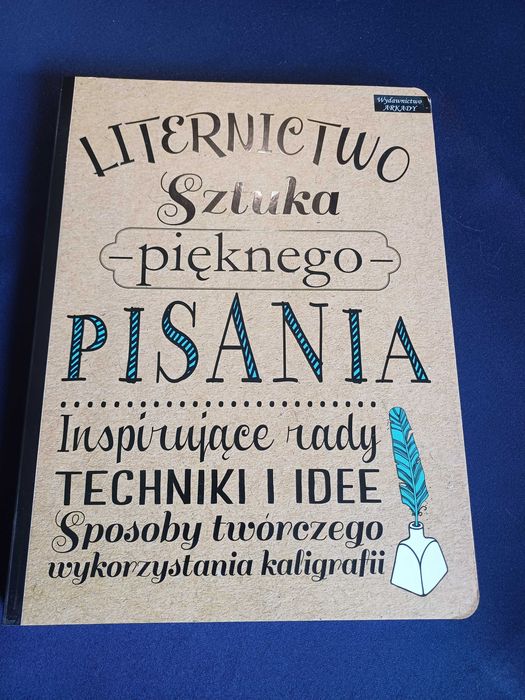 Wydawnictwo
ARKADY
LITERNICTWO
Sztuka
pięknego
PISANIA
Inspirujące rady
TECHNIKI I IDEE
Sposoby twórczego
wykorzystania kaligrafii